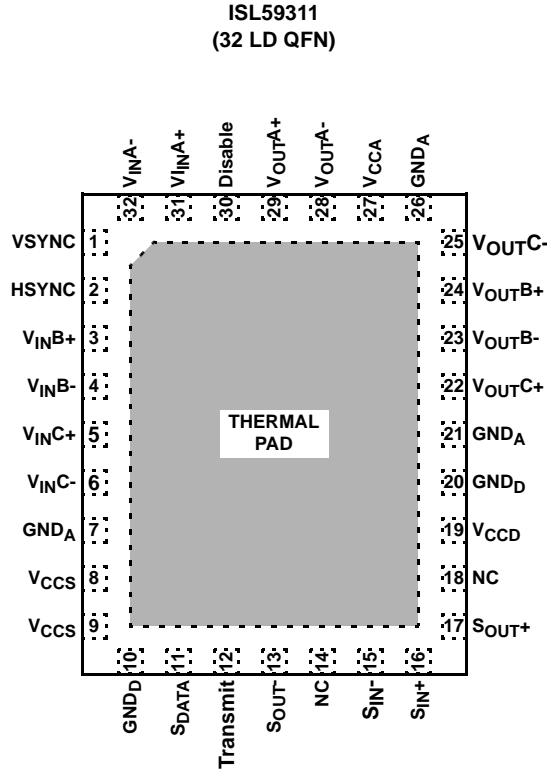 ISL59311
(32 LD QFN)
VINA-
VIINA+
Disable
VOUTA+
VOUTA-
VCCA
GNDA
32 31 30 29 28 27 26
VSYNC 1
HSYNC 2
VINB+ 3
VINB- 4
VINC+ 5
VINC- 6
GNDA 7
VCCS 8
VCCS 9
THERMAL
PAD
25 VOUTC-
24 VOUTB+
23 VOUTB-
22 VOUTC+
21 GNDA
20 GNDD
19 VCCD
18 NC
17 SOUT+
10 11 12 13 14 15 16
GNDD
SDATA
Transmit
SOUT-
NC
SIN-
SIN+